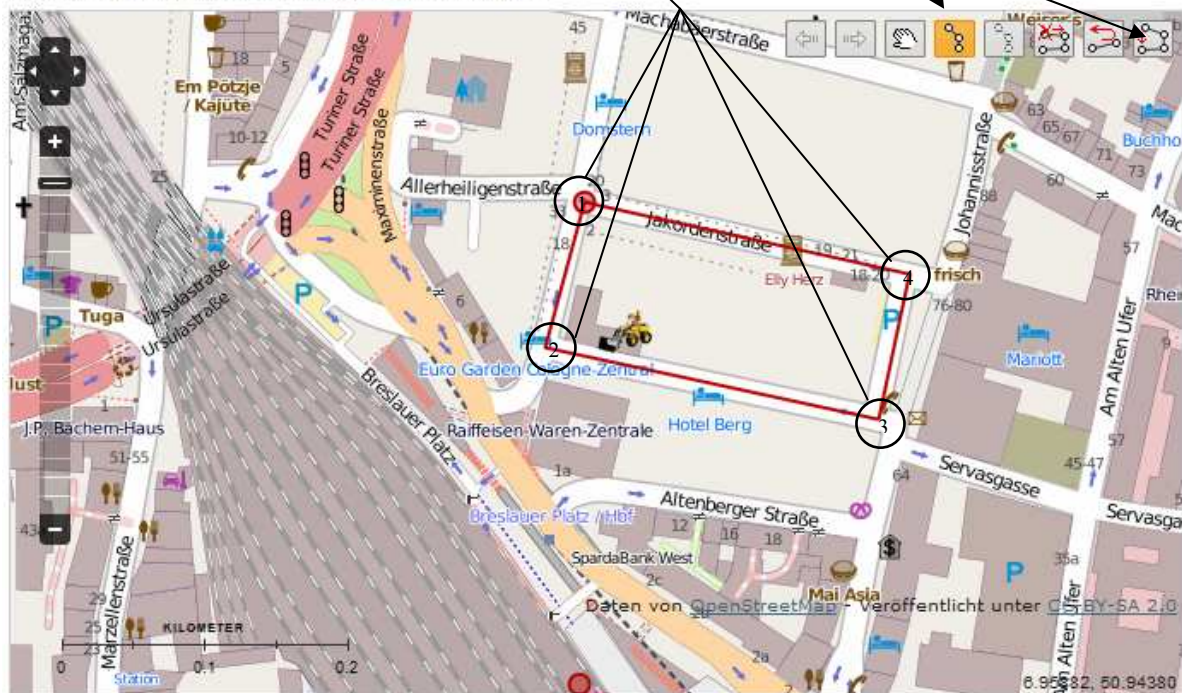 Machabäerstraße
Weiser's
45
18
5
Em Pötzje
/ Kajüte
10-12
Turiner Straße
Turiner Straße
Maximinenstraße
Domstern
Johannisstraße
63
65
67
71
73
Buchho
60
88
25
Allerheiligenstraße
1
2
18
Jakordenstraße
19
21
Elly Herz
4
frisch
76-80
57
Mac
Ursulastraße
Ursulastraße
P
P
P
Tuga
6
2
Euro Garden Cologne-Zentral
Mariott
Rhei
Am Alten Ufer
9
lust
1
J.P. Bachem-Haus
51-55
Breslauer Platz
Raiffeisen Waren-Zentrale
Hotel Berg
3
57
45-47
64
Servasgasse
Servasga
1a
Altenberger Straße
Breslauer Platz / Hbf
12
16
18
43
SpardaBank West
35a
P
2c
Mai Asia
Daten von OpenStreetMap - Veröffentlicht unter CC-BY-SA 2.0
Marzellenstraße
29
25
23
KILOMETER
0
0.1
0.2
Station
2a
2
Am Alten Ufer
6.95882, 50.94380